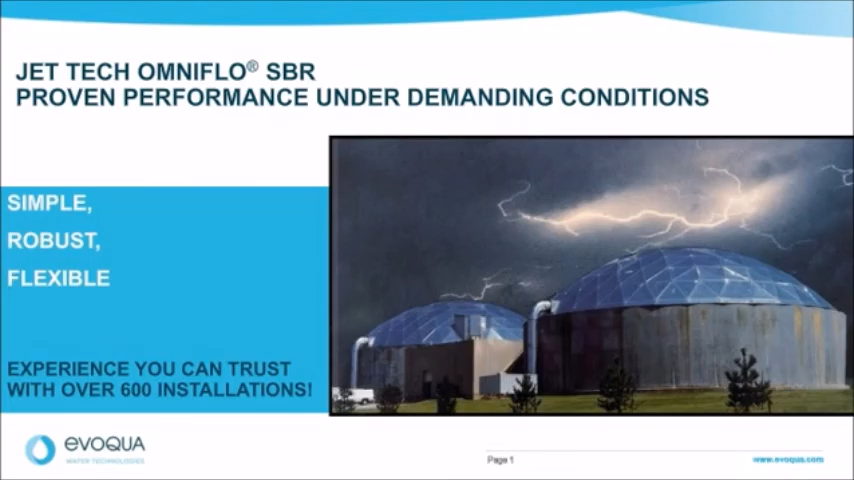 JET TECH OMNIFLO® SBR
PROVEN PERFORMANCE UNDER DEMANDING CONDITIONS
SIMPLE,
ROBUST,
FLEXIBLE
EXPERIENCE YOU CAN TRUST
WITH OVER 600 INSTALLATIONS!
evoqua
WATER TECHNOLOGIES
Page 1
www.evoqua.com